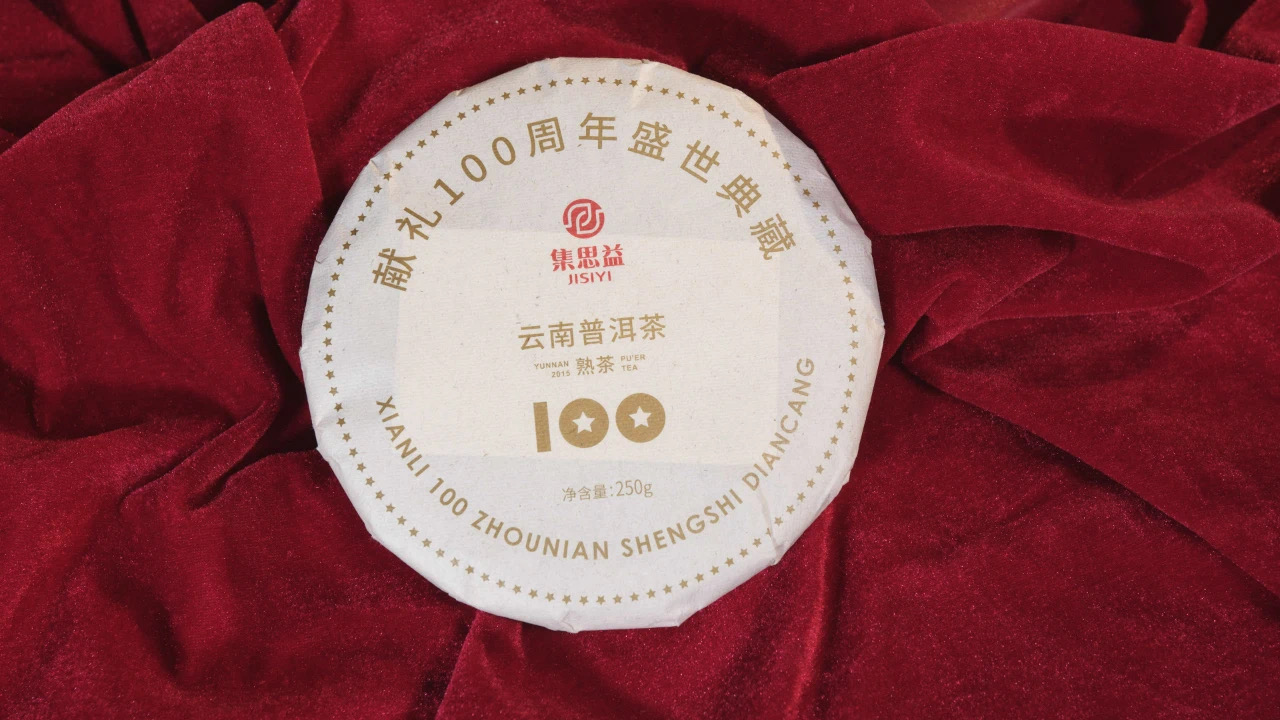 献礼100周年盛世典藏
集思益
JISIYI
云南普洱茶
YUNNAN 2015 熟茶 PU'ER TEA
100
净含量:250g
XIANLI 100 ZHOUNIAN SHENGSHI DIANCANG